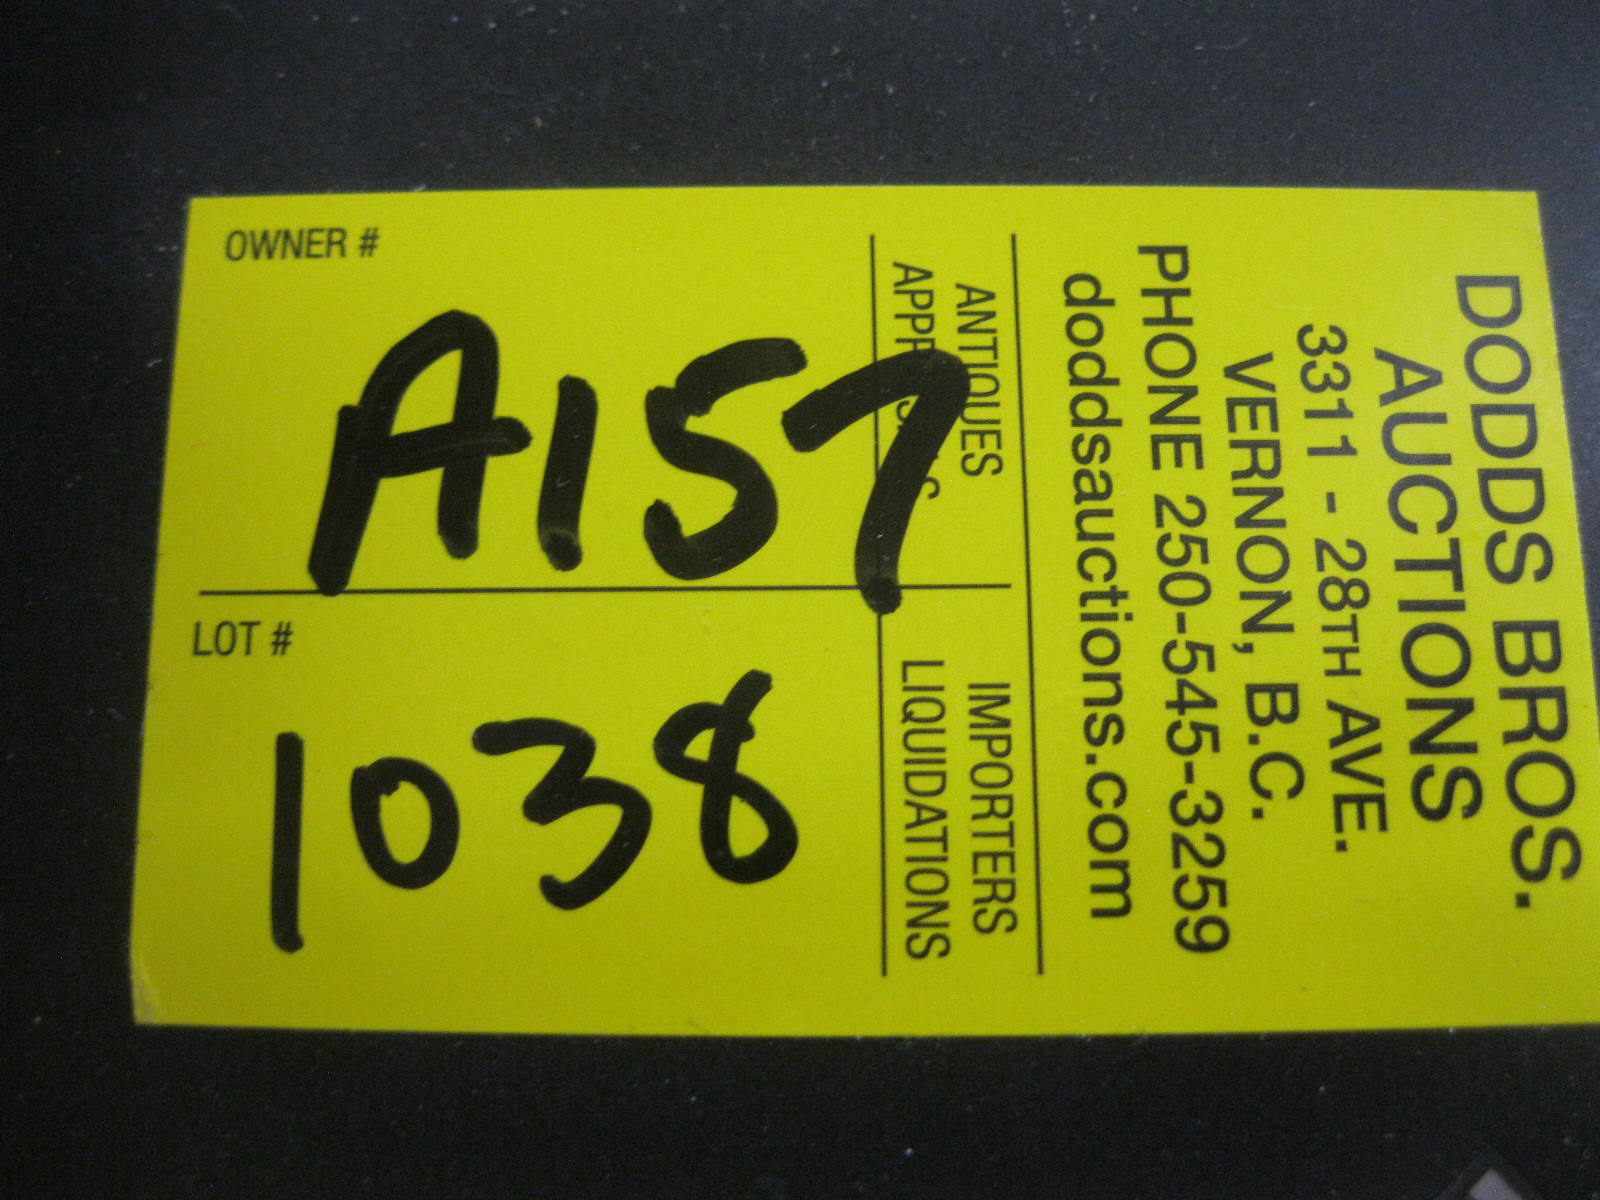 DODDS BROS.
AUCTIONS
3311 - 28TH AVE.
VERNON, B.C.
PHONE 250-545-3259
doddsauctions.com
ANTIQUES
APPRAISALS
IMPORTERS
LIQUIDATIONS
OWNER #
A157
LOT #
1038